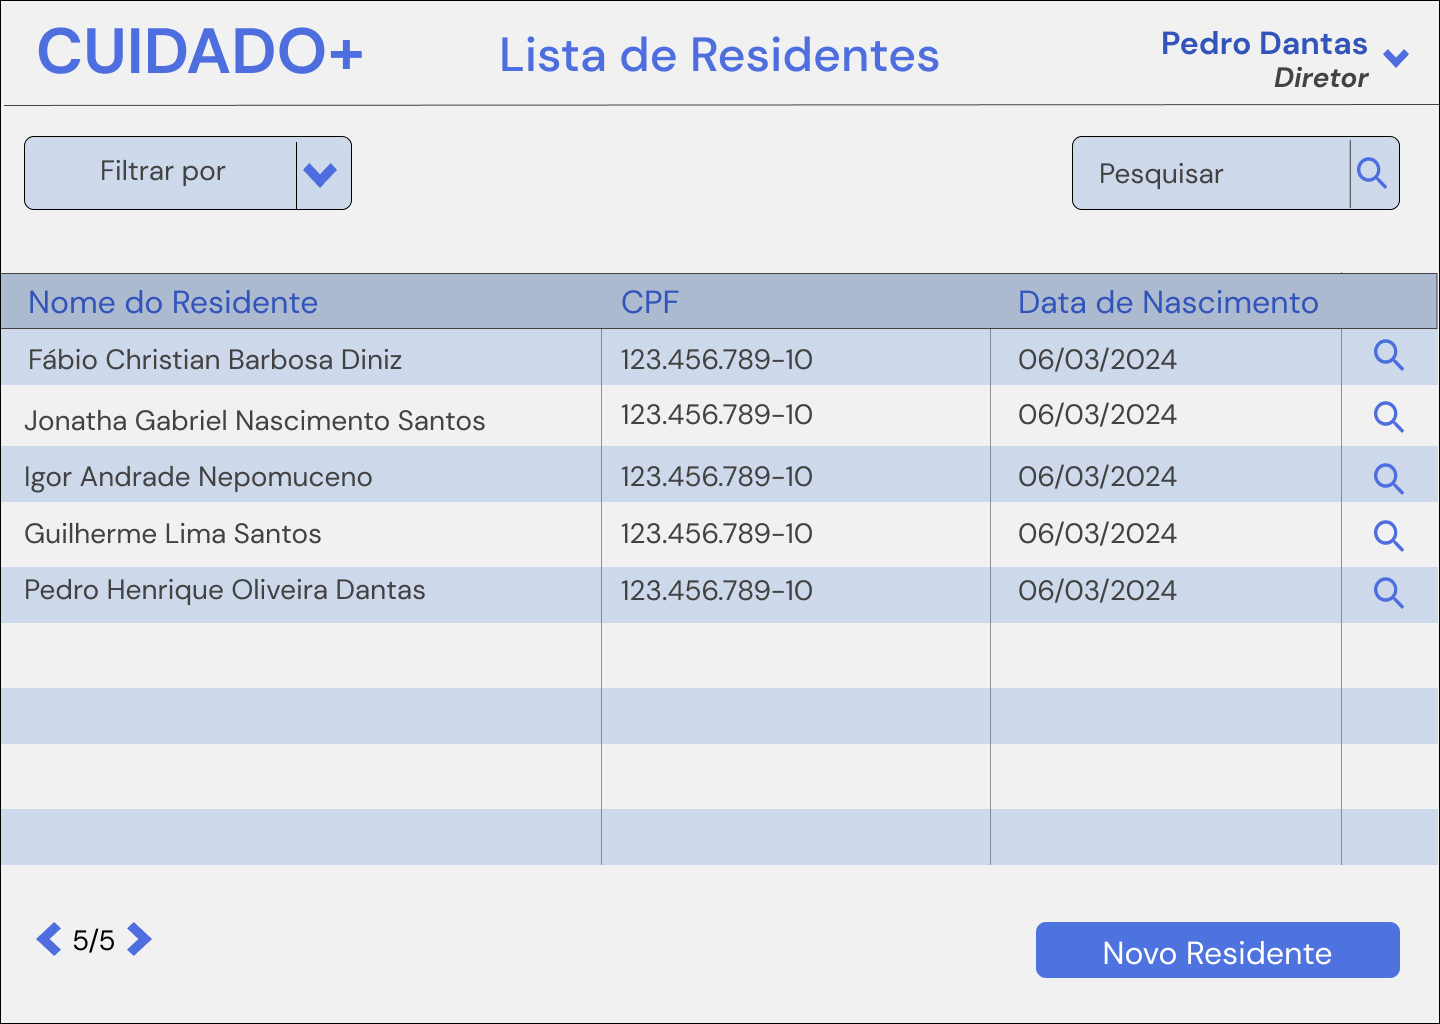 CUIDADO+
Lista de Residentes
Pedro Dantas
Diretor
Filtrar por
Pesquisar
Nome do Residente CPF Data de Nascimento
Fábio Christian Barbosa Diniz 123.456.789-10 06/03/2024
Jonatha Gabriel Nascimento Santos 123.456.789-10 06/03/2024
Igor Andrade Nepomuceno 123.456.789-10 06/03/2024
Guilherme Lima Santos 123.456.789-10 06/03/2024
Pedro Henrique Oliveira Dantas 123.456.789-10 06/03/2024
5/5
Novo Residente